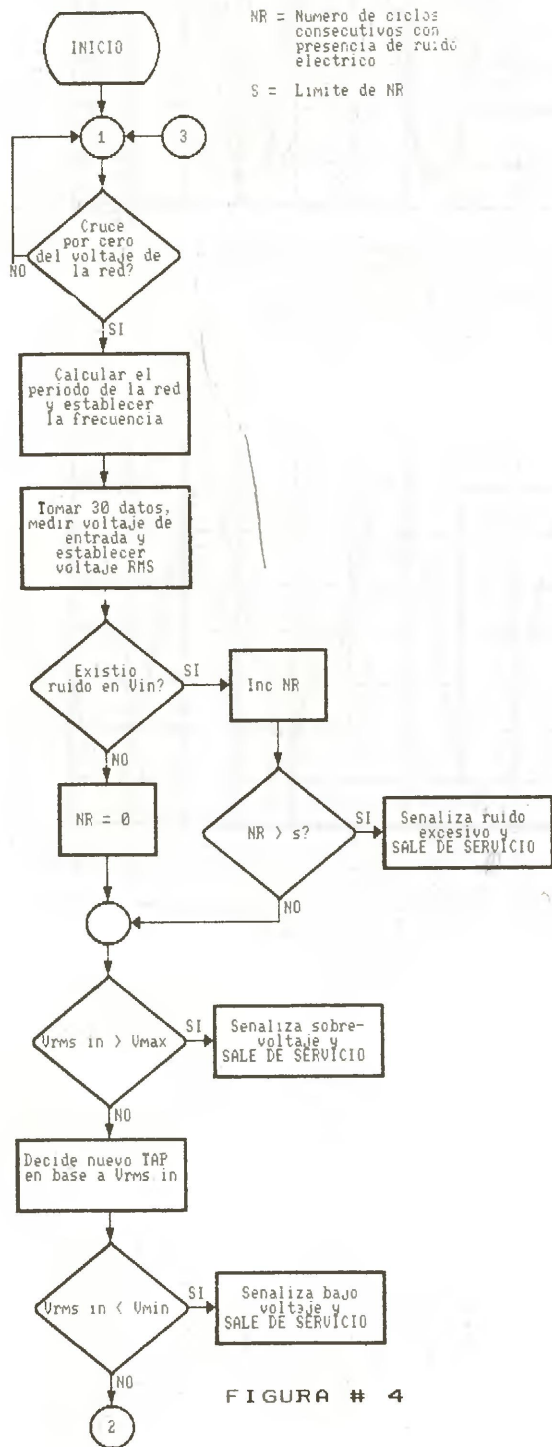 NR = Numero de ciclos
consecutivos con
presencia de ruido
electrico
S = Limite de NR
INICIO
1
3
Cruce
por cero
del voltaje de
la red?
NO
SI
Calcular el
periodo de la red
y establecer
la frecuencia
Tomar 30 datos,
medir voltaje de
entrada y
establecer
voltaje RMS
Existio
ruido en Vin?
SI
Inc NR
NO
NR = 0
NR > s?
SI
Senaliza ruido
excesivo y
SALE DE SERVICIO
NO
Vrms in > Vmax
SI
Senaliza sobre-
voltaje y
SALE DE SERVICIO
NO
Decide nuevo TAP
en base a Vrms in
Vrms in < Vmin
SI
Senaliza bajo
voltaje y
SALE DE SERVICIO
NO
2
FIGURA # 4